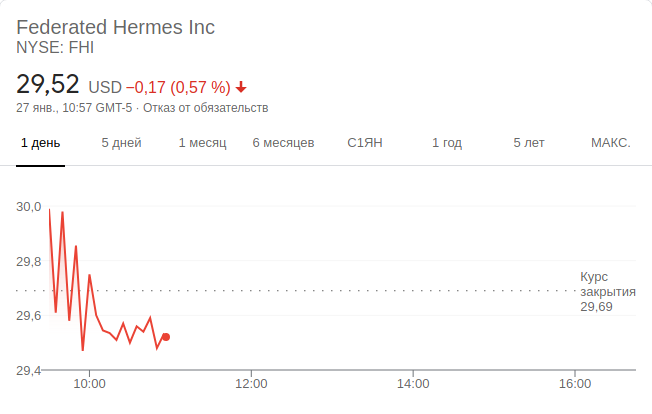 Federated Hermes Inc
NYSE: FHI
29,52 USD −0,17 (0,57 %)
27 янв., 10:57 GMT-5 · Отказ от обязательств
1 день 5 дней 1 месяц 6 месяцев С1ЯН 1 год 5 лет МАКС.
30,0
29,8
Курс
закрытия
29,69
29,6
29,4
10:00 12:00 14:00 16:00